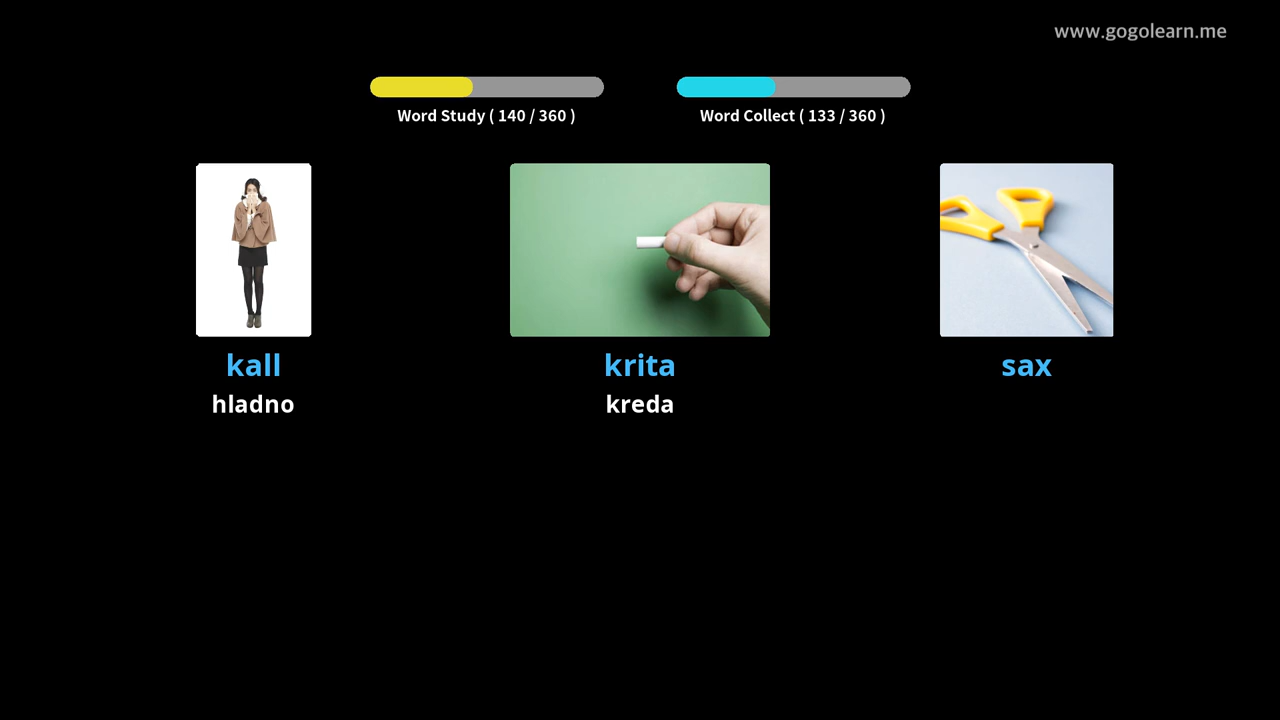 www.gogolearn.me
Word Study ( 140 / 360 )
Word Collect ( 133 / 360 )
kall
krita
sax
hladno
kreda